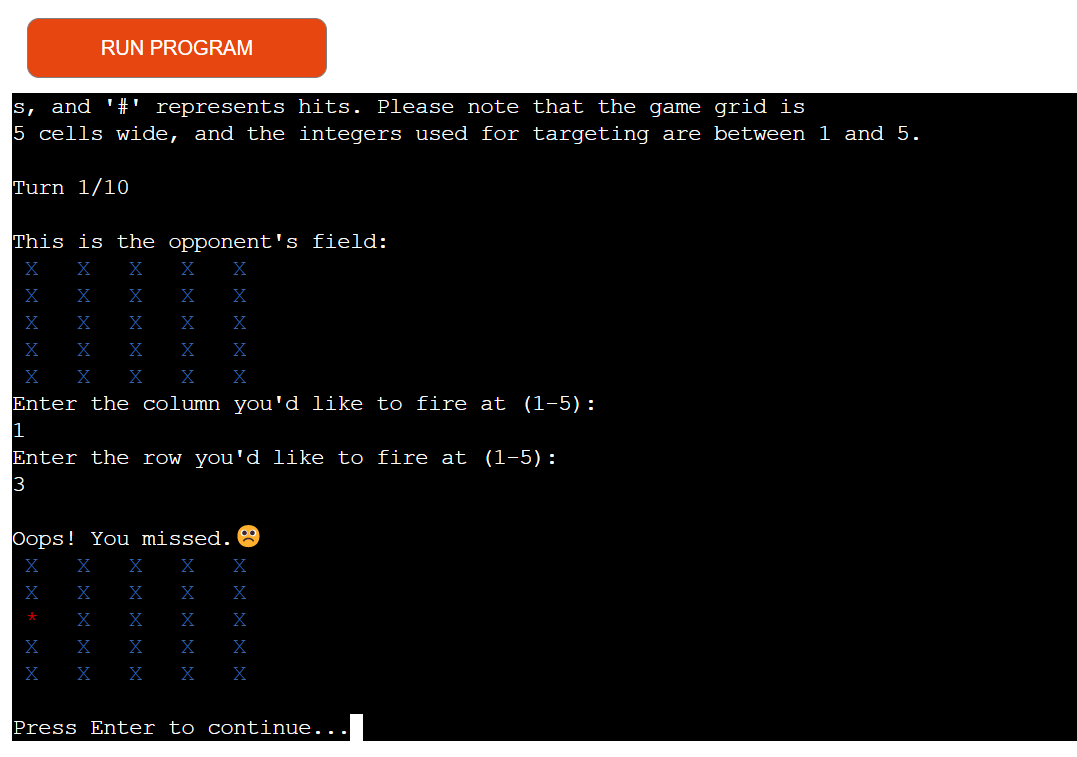 RUN PROGRAM
s, and '#' represents hits. Please note that the game grid is
5 cells wide, and the integers used for targeting are between 1 and 5.
Turn 1/10
This is the opponent's field:
X X X X X
X X X X X
X X X X X
X X X X X
X X X X X
Enter the column you'd like to fire at (1-5):
1
Enter the row you'd like to fire at (1-5):
3
Oops! You missed.🙁
X X X X X
X X X X X
* X X X X
X X X X X
X X X X X
Press Enter to continue...